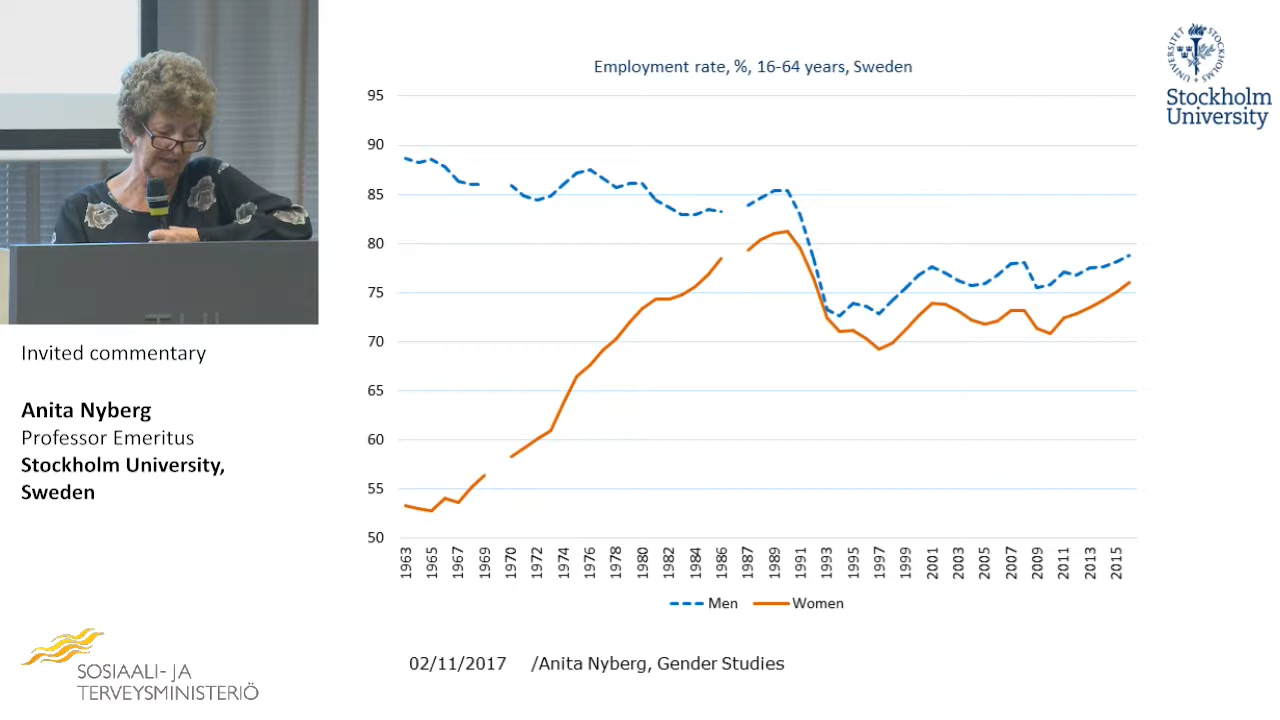 Employment rate, %, 16-64 years, Sweden
UNIVERSITET STOCKHOLMS
Stockholm
University
95
90
85
80
75
70
65
60
55
50
1963 1965 1967 1969 1970 1972 1974 1976 1978 1980 1982 1984 1986 1987 1989 1991 1993 1995 1997 1999 2001 2003 2005 2007 2009 2011 2013 2015
Men Women
02/11/2017 /Anita Nyberg, Gender Studies
Invited commentary
Anita Nyberg
Professor Emeritus
Stockholm University,
Sweden
SOSIAALI- JA
TERVEYSMINISTERIÖ